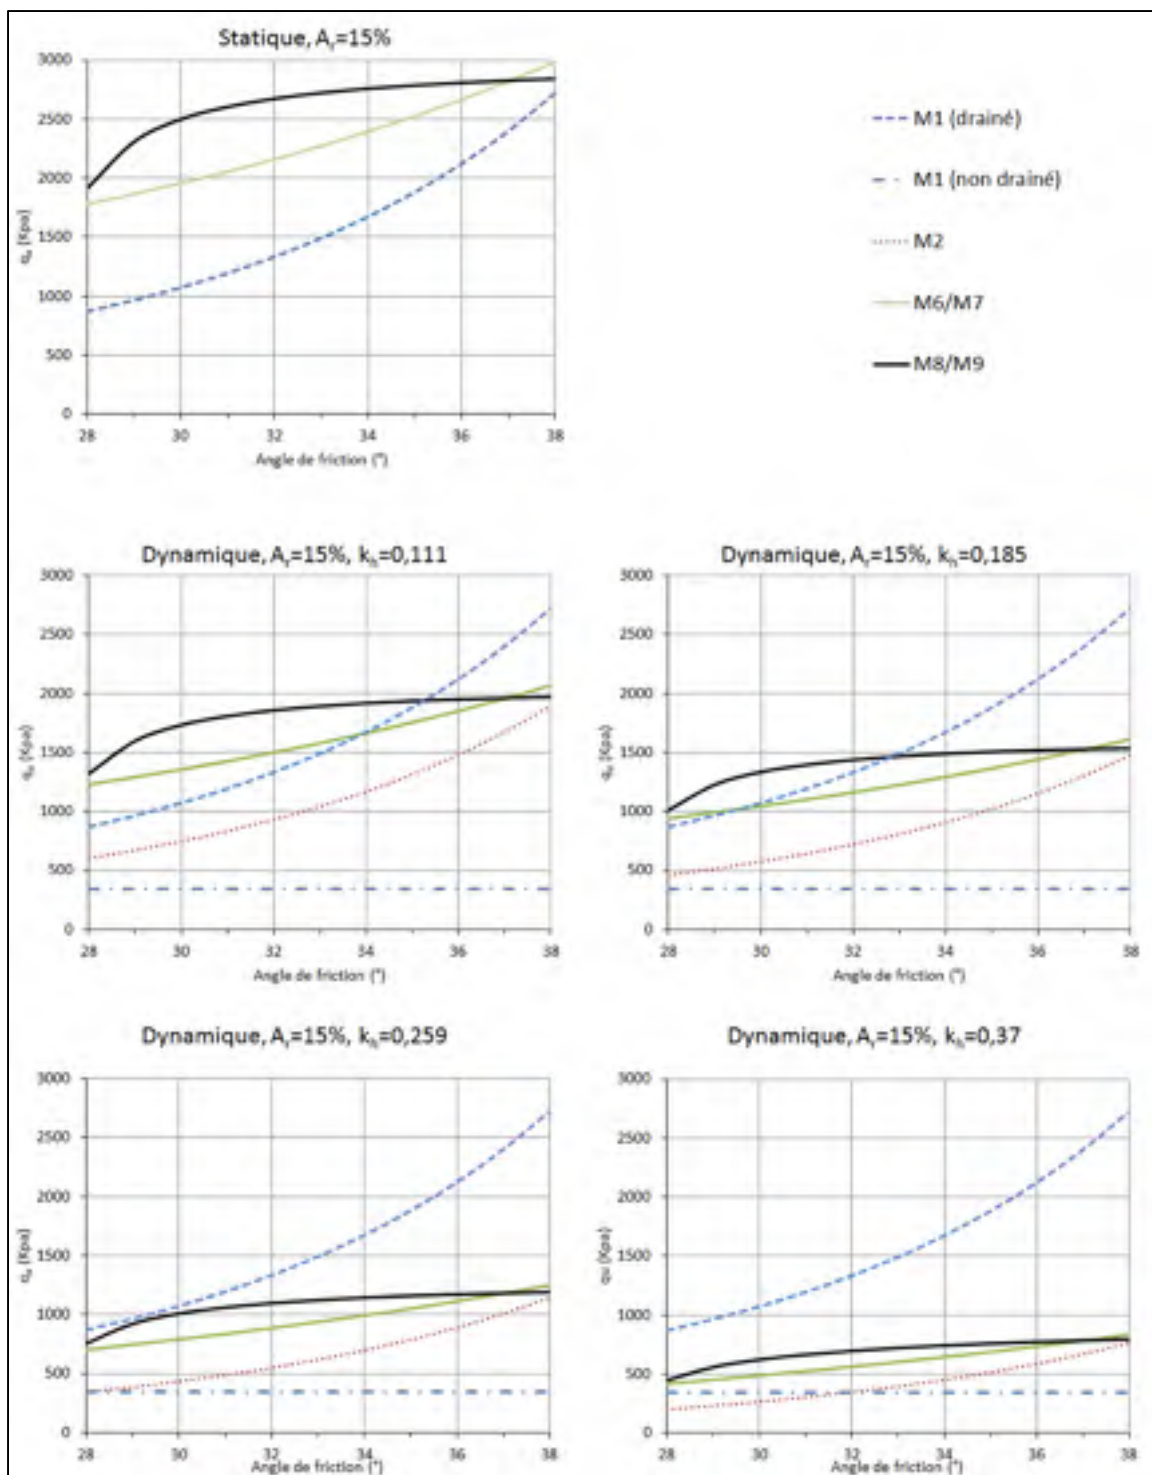 Statique, Aᵣ=15%
3000
2500
2000
1500
1000
500
0
qᵤ (Kpa)
28 30 32 34 36 38
Angle de friction (°)
M1 (drainé)
M1 (non drainé)
M2
M6/M7
M8/M9
Dynamique, Aᵣ=15%, kₕ=0,111
3000
2500
2000
1500
1000
500
0
qᵤ (Kpa)
28 30 32 34 36 38
Angle de friction (°)
Dynamique, Aᵣ=15%, kₕ=0,185
3000
2500
2000
1500
1000
500
0
qᵤ (Kpa)
28 30 32 34 36 38
Angle de friction (°)
Dynamique, Aᵣ=15%, kₕ=0,259
3000
2500
2000
1500
1000
500
0
qᵤ (Kpa)
28 30 32 34 36 38
Angle de friction (°)
Dynamique, Aᵣ=15%, kₕ=0,37
3000
2500
2000
1500
1000
500
0
qu (Kpa)
28 30 32 34 36 38
Angle de friction (°)